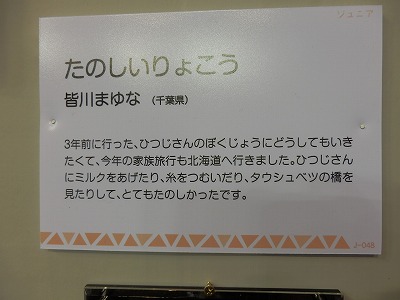 ジュニア
たのしいりょこう
皆川まゆな （千葉県）
3年前に行った、ひつじさんのぼくじょうにどうしてもいき
たくて、今年の家族旅行も北海道へ行きました。ひつじさん
にミルクをあげたり、糸をつむいだり、タウシュベツの橋を
見たりして、とてもたのしかったです。
J-048